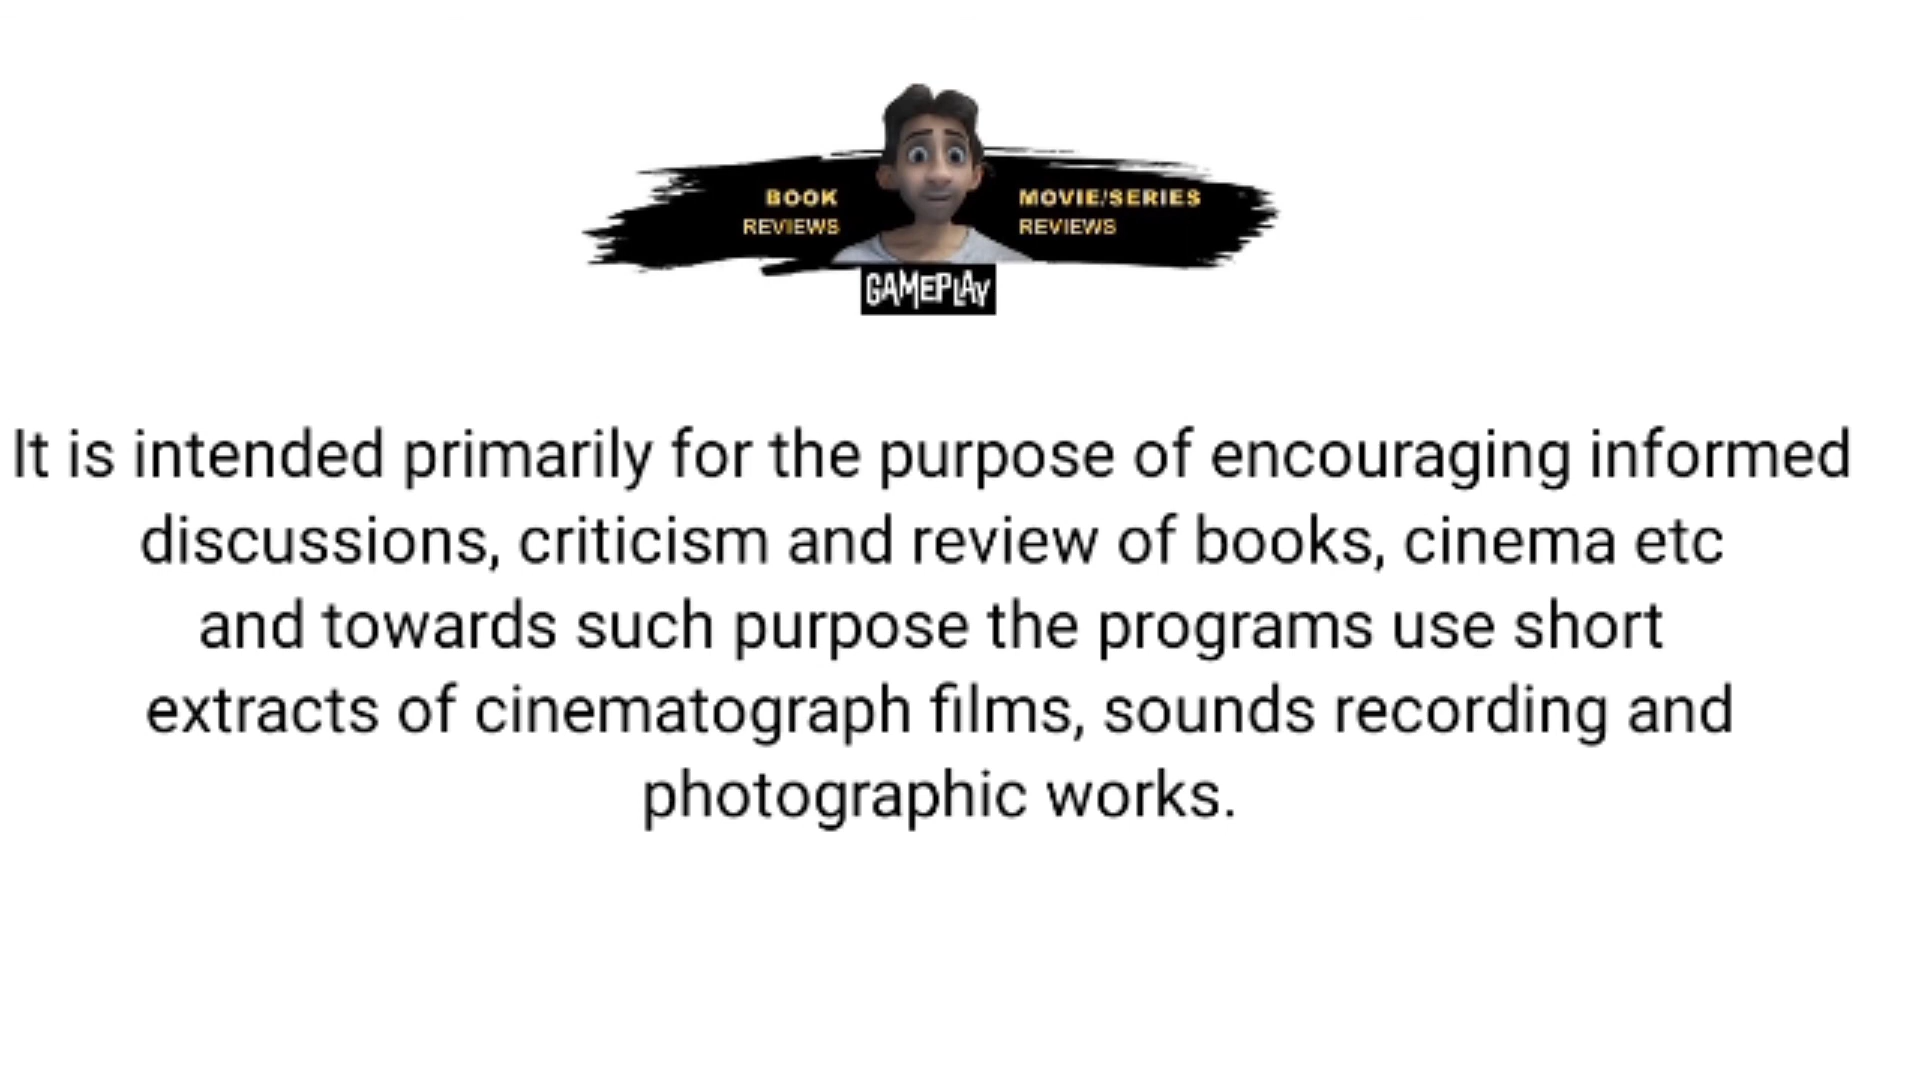 BOOK
REVIEWS
MOVIE/SERIES
REVIEWS
GAMEPLAY
It is intended primarily for the purpose of encouraging informed
discussions, criticism and review of books, cinema etc
and towards such purpose the programs use short
extracts of cinematograph films, sounds recording and
photographic works.